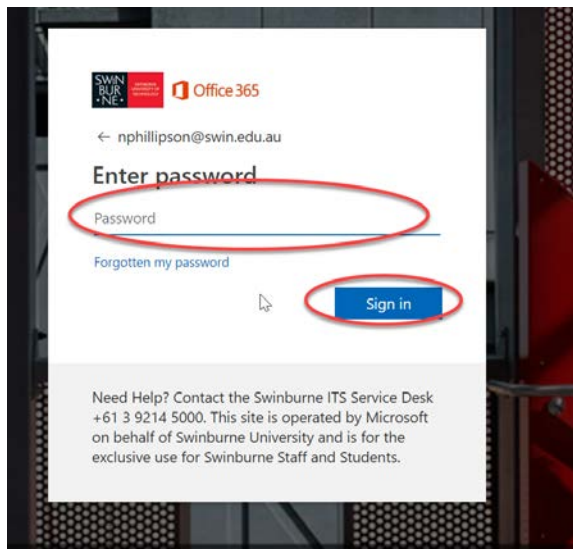 SWIN
BUR
•NE•
Office 365
← nphillipson@swin.edu.au
Enter password
Password
Forgotten my password
Sign in
Need Help? Contact the Swinburne ITS Service Desk
+61 3 9214 5000. This site is operated by Microsoft
on behalf of Swinburne University and is for the
exclusive use for Swinburne Staff and Students.